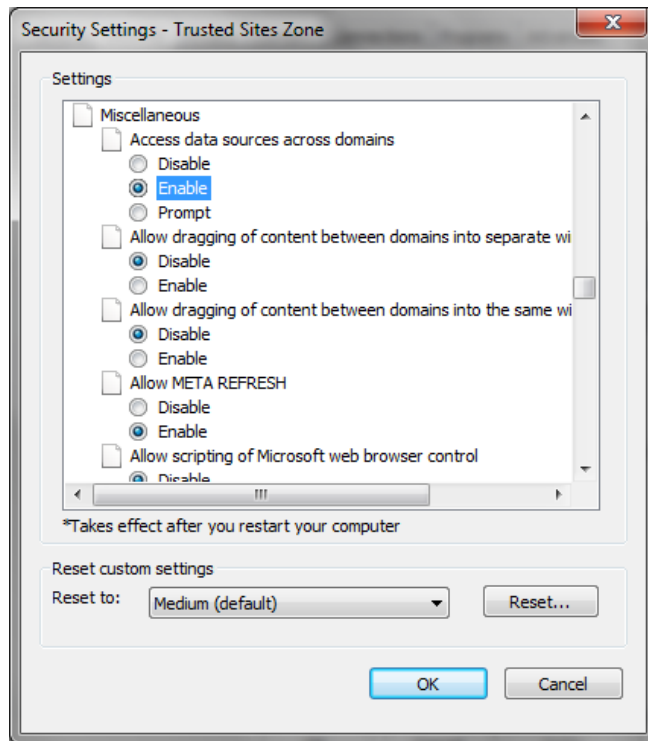 Security Settings - Trusted Sites Zone
Settings
Miscellaneous
Access data sources across domains
Disable
Enable
Prompt
Allow dragging of content between domains into separate wi
Disable
Enable
Allow dragging of content between domains into the same wi
Disable
Enable
Allow META REFRESH
Disable
Enable
Allow scripting of Microsoft web browser control
Disable
*Takes effect after you restart your computer
Reset custom settings
Reset to: Medium (default) Reset...
OK Cancel